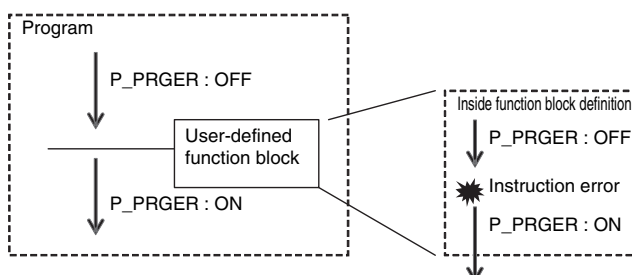 Program
P_PRGER : OFF
User-defined
function block
P_PRGER : ON
Inside function block definition
P_PRGER : OFF
Instruction error
P_PRGER : ON